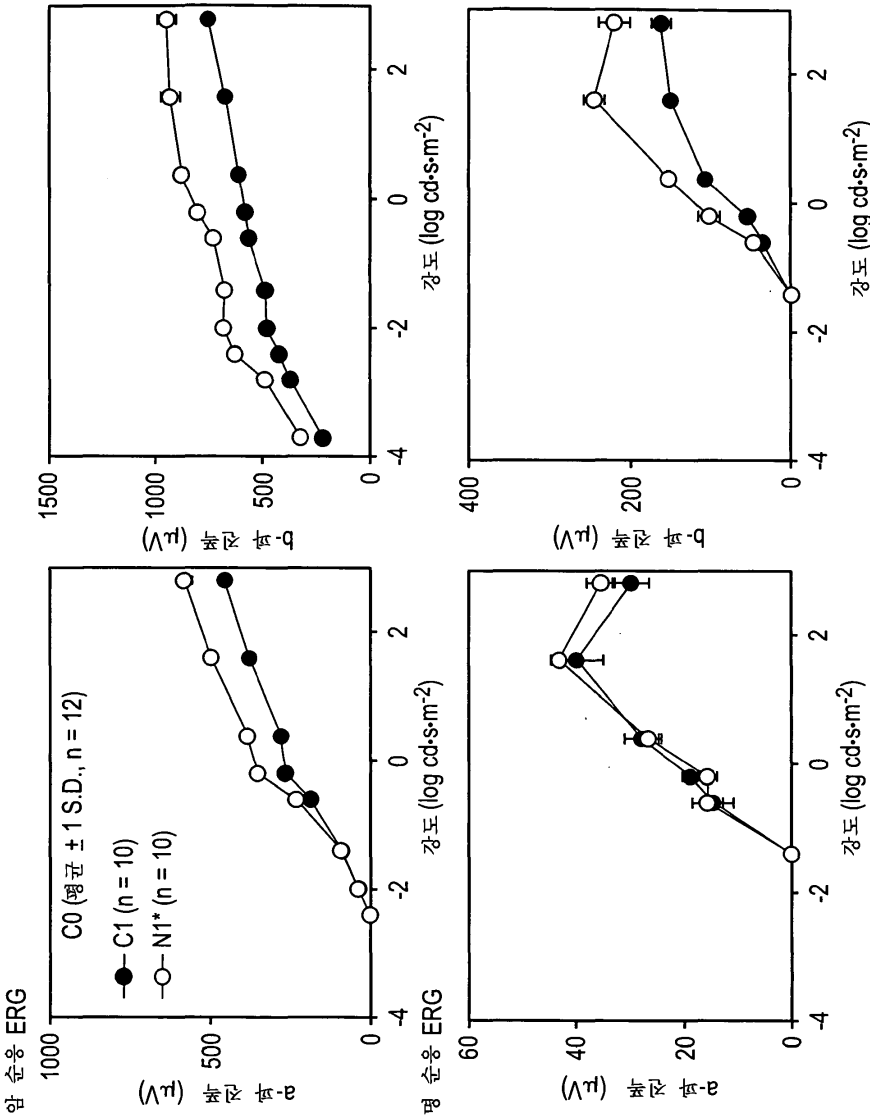 암 순응 ERG
a-파 진폭 (μV)
1000
500
0
C0 (평균 ± 1 S.D., n = 12)
C1 (n = 10)
N1* (n = 10)
-4 -2 0 2
강도 (log cd•s•m-2)
b-파 진폭 (μV)
1500
1000
500
0
-4 -2 0 2
강도 (log cd•s•m-2)
명 순응 ERG
a-파 진폭 (μV)
60
40
20
0
-4 -2 0 2
강도 (log cd•s•m-2)
b-파 진폭 (μV)
400
200
0
-4 -2 0 2
강도 (log cd•s•m-2)